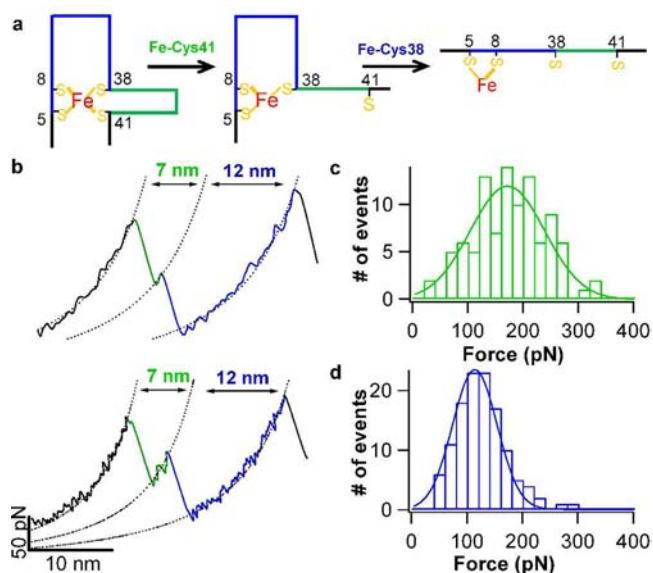 a
Fe-Cys41
Fe-Cys38
8 38
S S
Fe
S S
5 41
8 38 41
S S
Fe
S S
5
5 8 38 41
S S S S
Fe
b
7 nm 12 nm
7 nm 12 nm
50 pN
10 nm
c
# of events
10
5
0
0 100 200 300 400
Force (pN)
d
# of events
20
10
0
0 100 200 300 400
Force (pN)